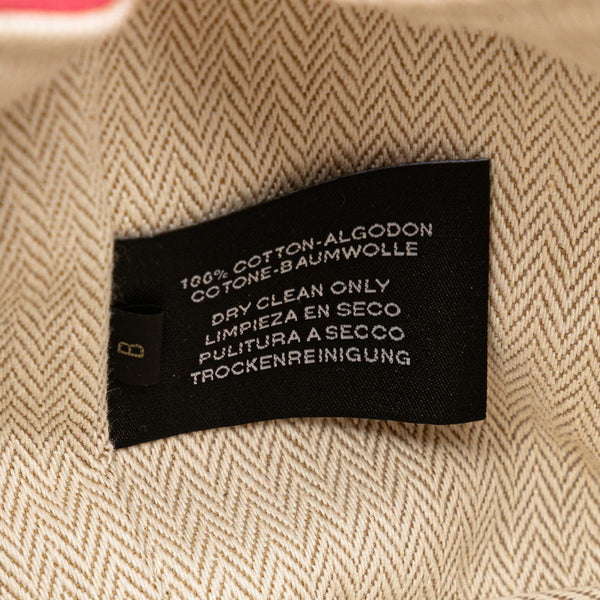 100% COTTON-ALGODON
COTONE-BAUMWOLLE
DRY CLEAN ONLY
LIMPIEZA EN SECO
PULITURA A SECCO
TROCKENREINIGUNG
B